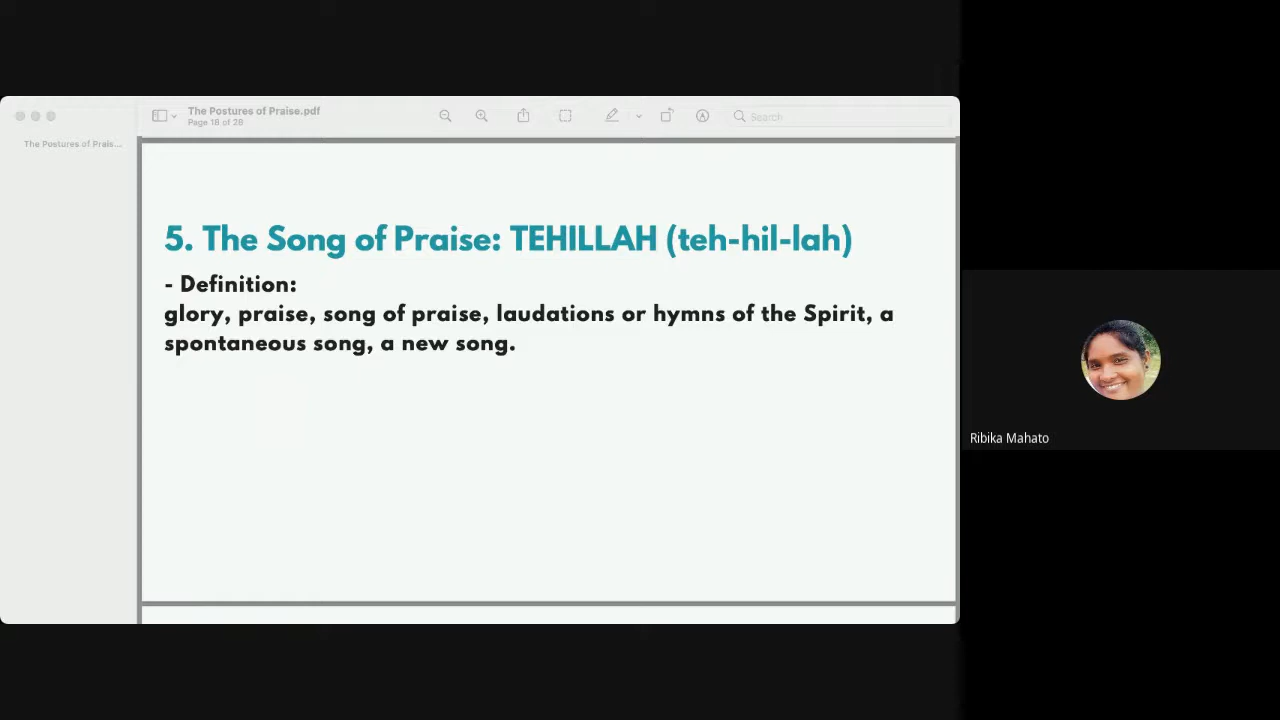 The Postures of Praise.pdf
Page 18 of 28
Search
The Postures of Prais...
5. The Song of Praise: TEHILLAH (teh-hil-lah)
- Definition:
glory, praise, song of praise, laudations or hymns of the Spirit, a
spontaneous song, a new song.
Ribika Mahato